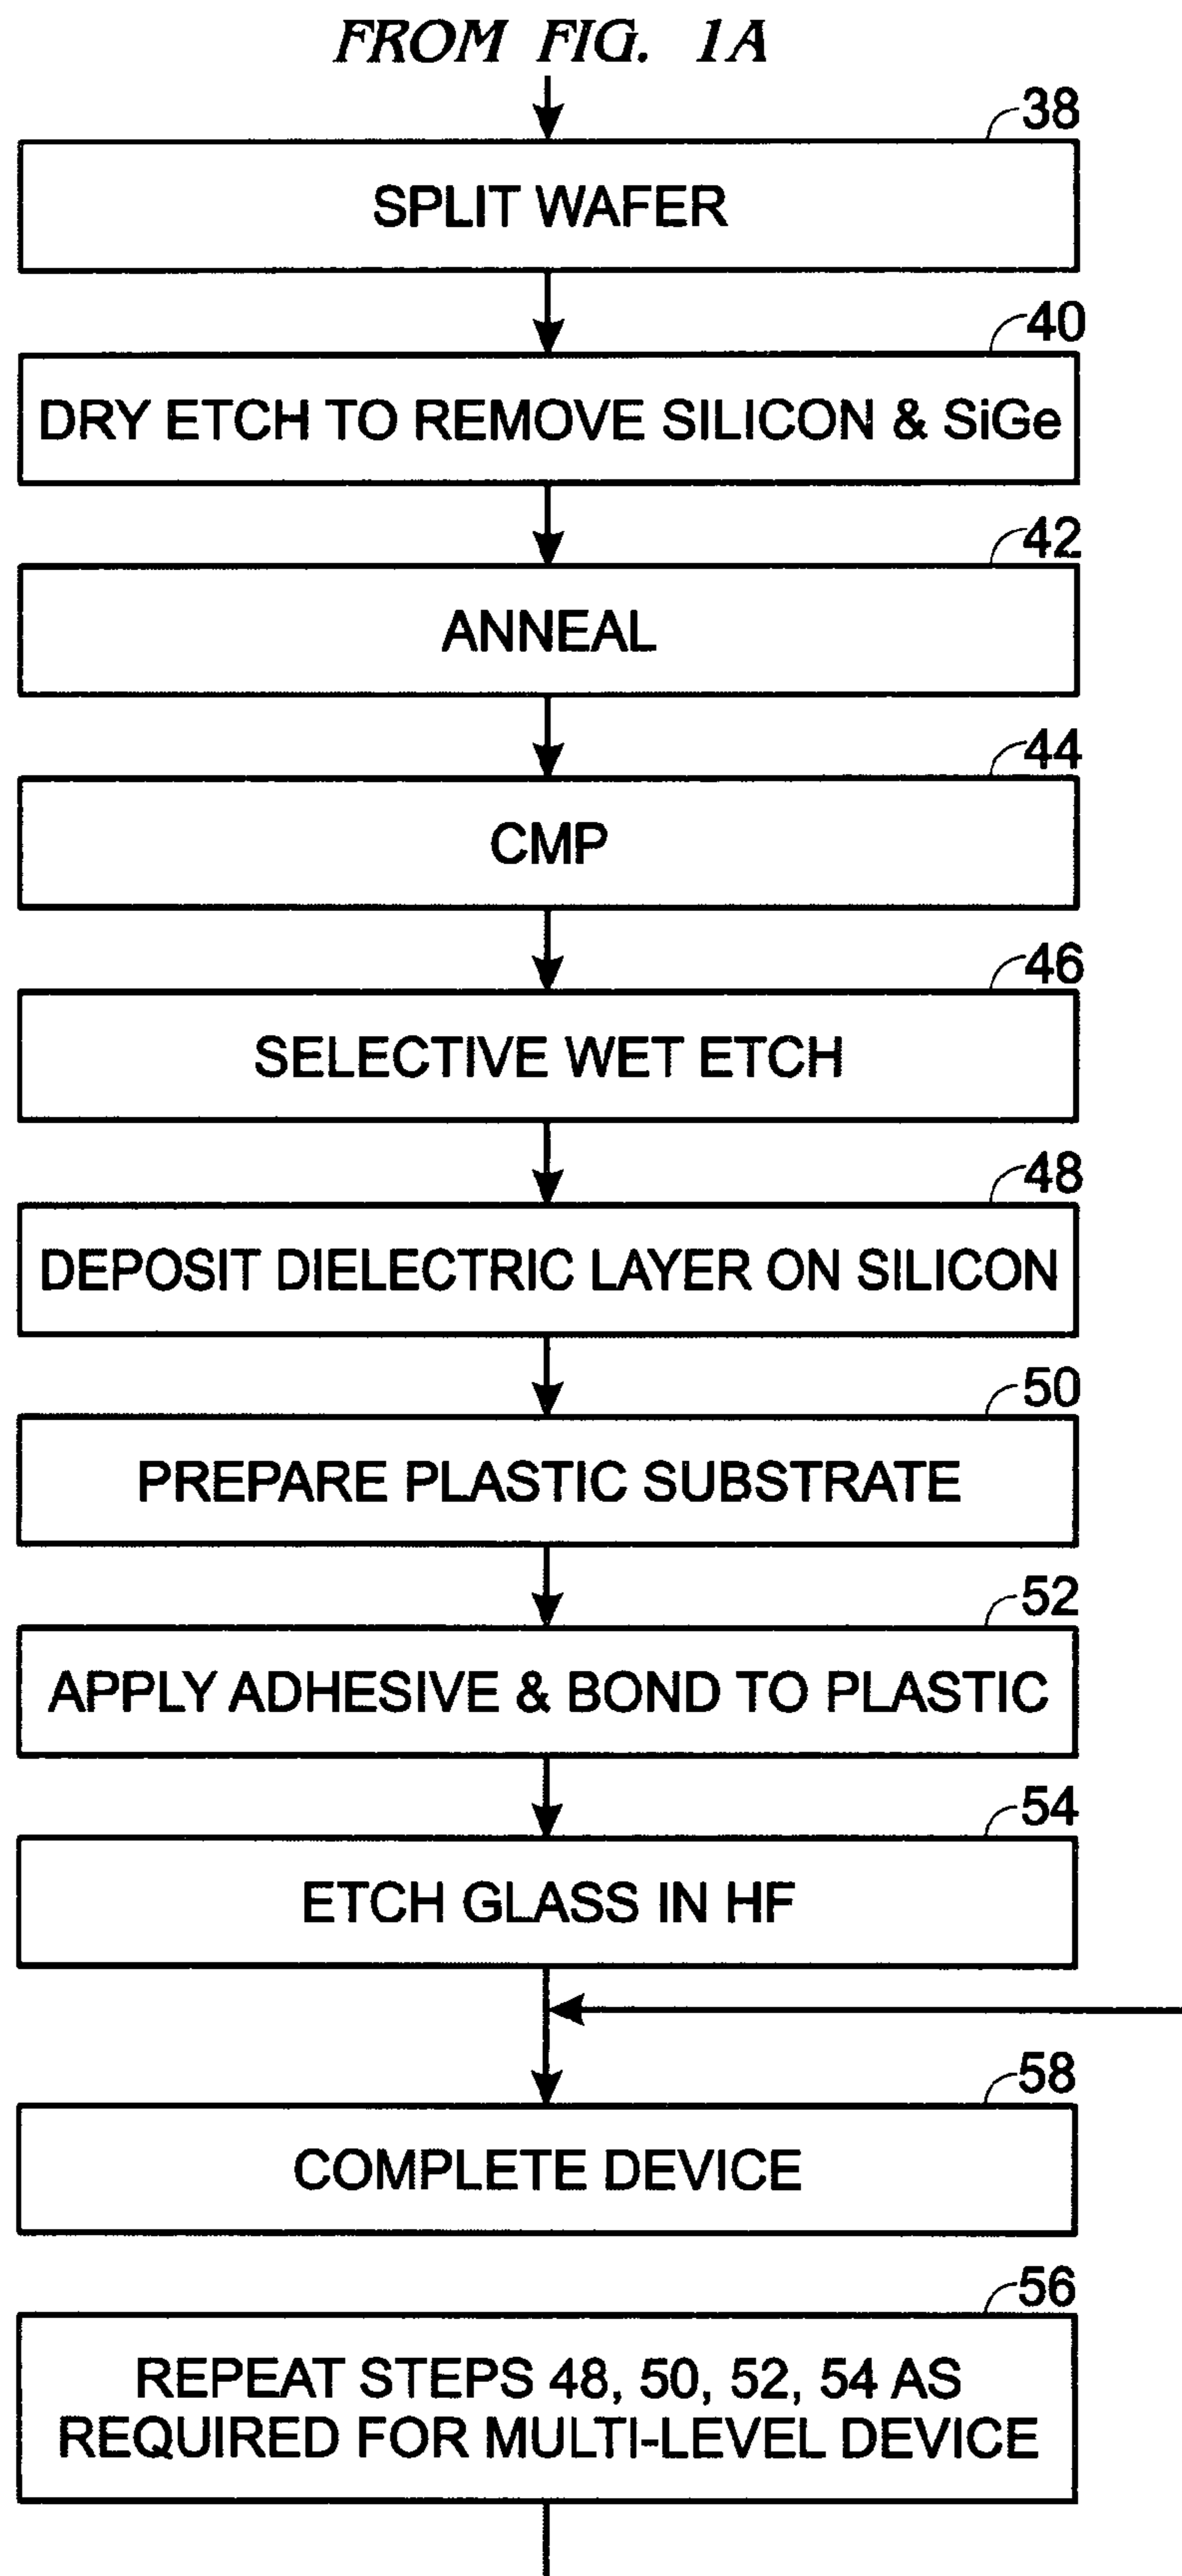 FROM FIG. 1A
38
SPLIT WAFER
40
DRY ETCH TO REMOVE SILICON & SiGe
42
ANNEAL
44
CMP
46
SELECTIVE WET ETCH
48
DEPOSIT DIELECTRIC LAYER ON SILICON
50
PREPARE PLASTIC SUBSTRATE
52
APPLY ADHESIVE & BOND TO PLASTIC
54
ETCH GLASS IN HF
58
COMPLETE DEVICE
56
REPEAT STEPS 48, 50, 52, 54 AS
REQUIRED FOR MULTI-LEVEL DEVICE